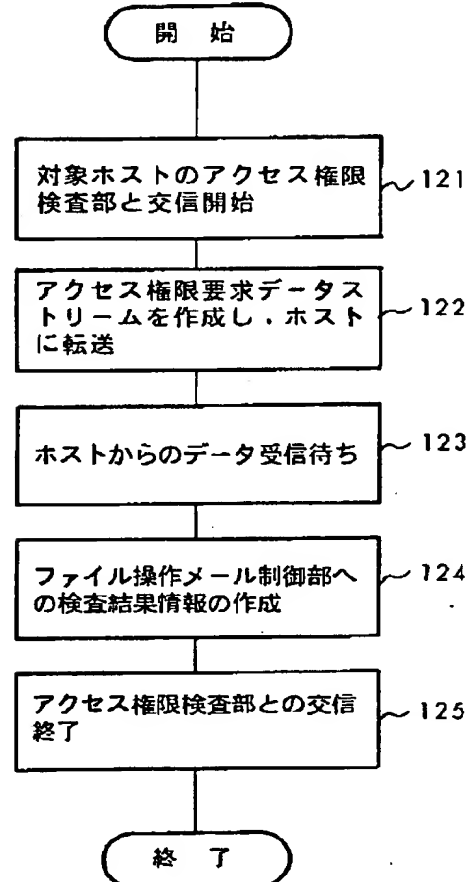 開 始
対象ホストのアクセス権限
検査部と交信開始
121
アクセス権限要求データス
トリームを作成し、ホスト
に転送
122
ホストからのデータ受信待ち
123
ファイル操作メール制御部へ
の検査結果情報の作成
124
アクセス権限検査部との交信
終了
125
終 了